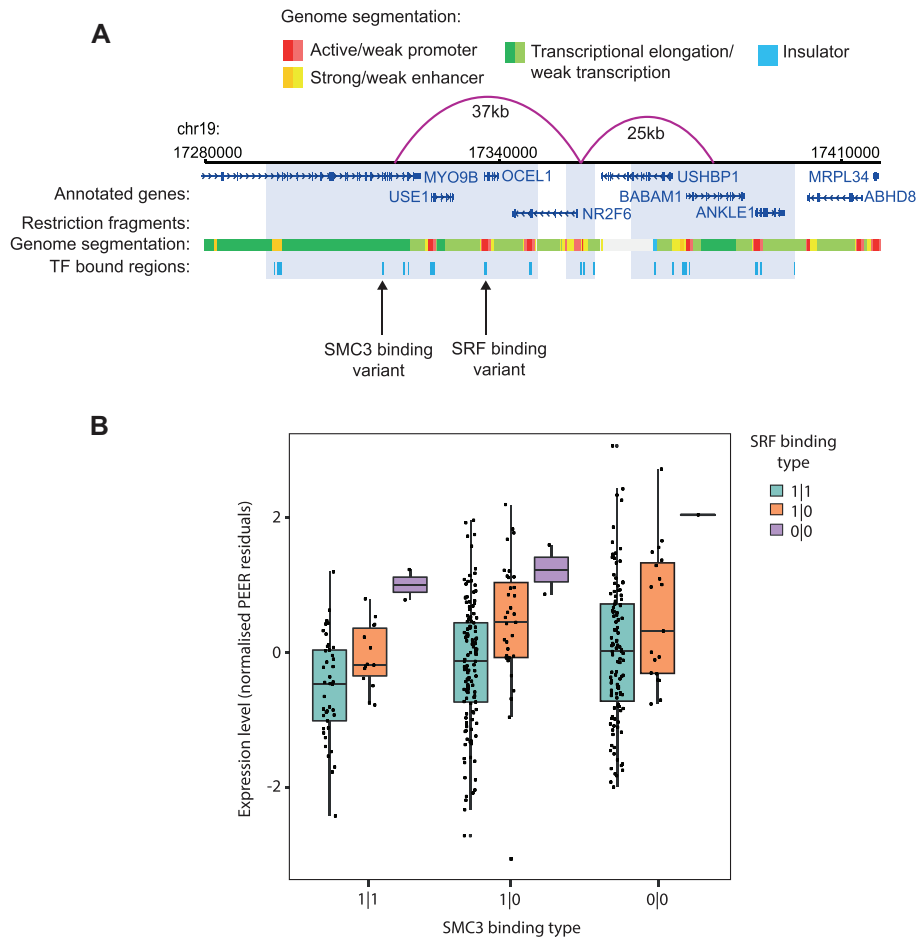 A
Genome segmentation:
Active/weak promoter
Strong/weak enhancer
Transcriptional elongation/
weak transcription
Insulator
37kb
25kb
chr19:
17280000
17340000
17410000
MYO9B
OCEL1
USHBP1
MRPL34
Annotated genes:
USE1
BABAM1
ABHD8
NR2F6
ANKLE1
Restriction fragments:
Genome segmentation:
TF bound regions:
SMC3 binding
variant
SRF binding
variant
B
SRF binding
type
1|1
1|0
0|0
Expression level (normalised PEER residuals)
2
0
-2
1|1
1|0
0|0
SMC3 binding type